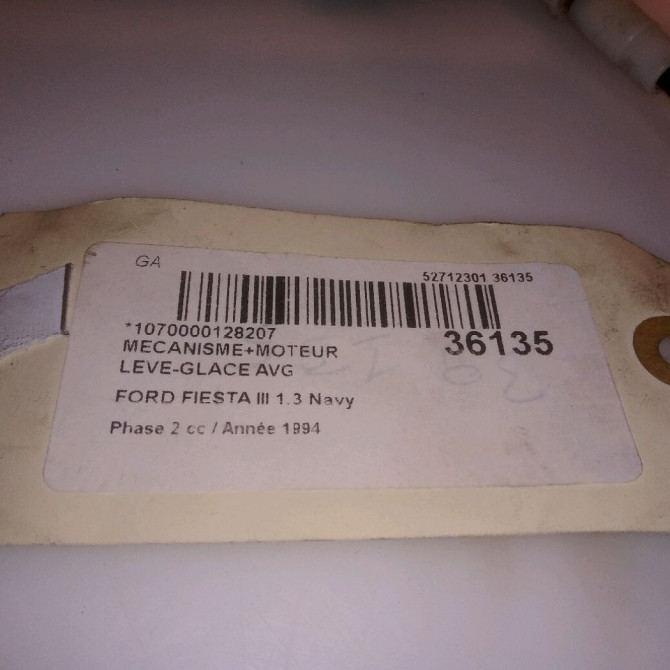 GA
52712301 36135
*1070000128207
36135
MECANISME+MOTEUR
LEVE-GLACE AVG
FORD FIESTA III 1.3 Navy
Phase 2 cc / Année 1994